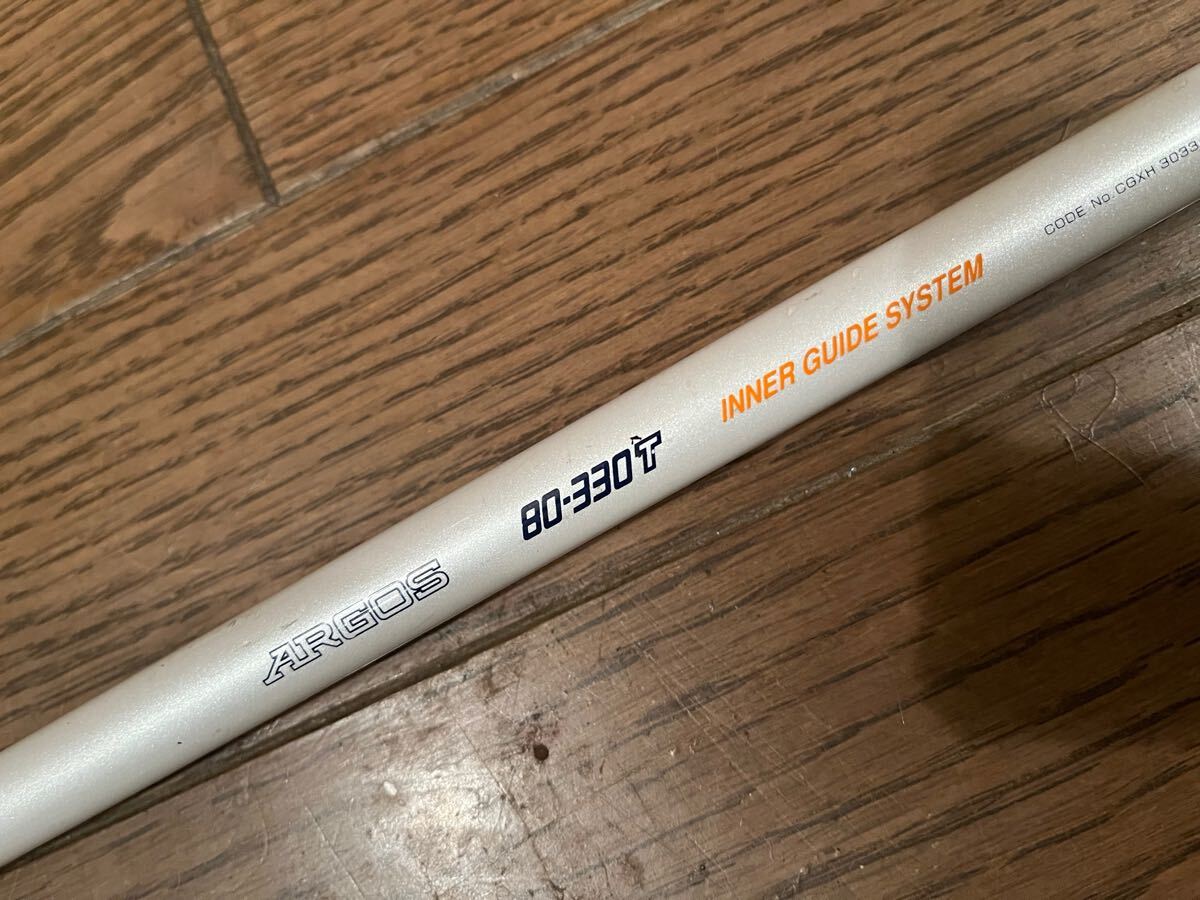 ARGOS
80-330T
INNER GUIDE SYSTEM
CODE No. CGXH 3033